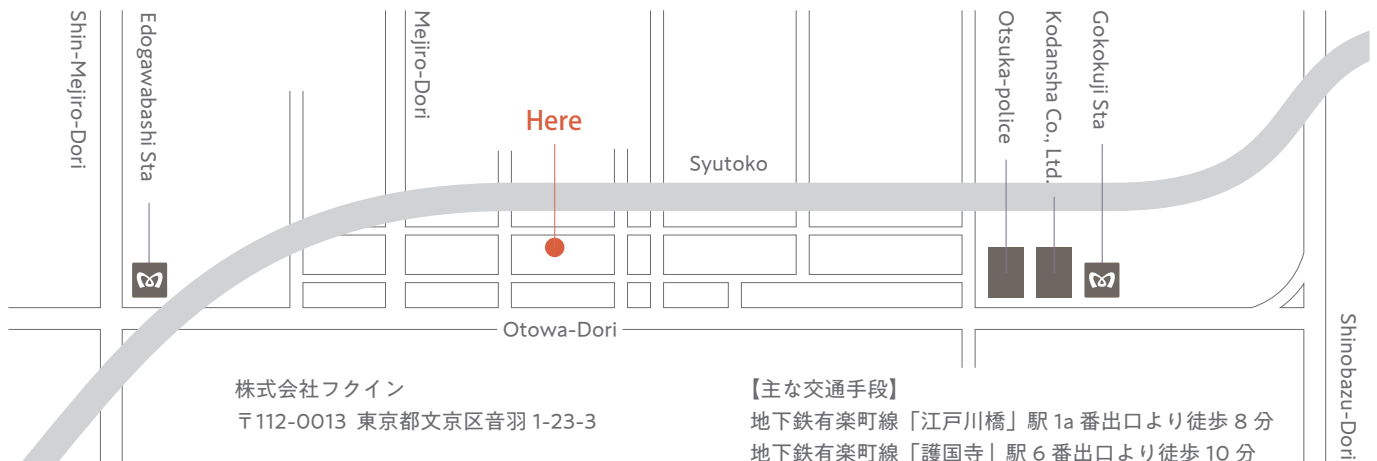 Shin-Mejiro-Dori
Edogawabashi Sta
Mejiro-Dori
Here
Syutoko
Otsuka-police
Kodansha Co., Ltd.
Gokokuji Sta
Otowa-Dori
Shinobazu-Dori
株式会社フクイン
〒112-0013 東京都文京区音羽 1-23-3
【主な交通手段】
地下鉄有楽町線「江戸川橋」駅 1a 番出口より徒歩 8 分
地下鉄有楽町線「護国寺」駅 6 番出口より徒歩 10 分